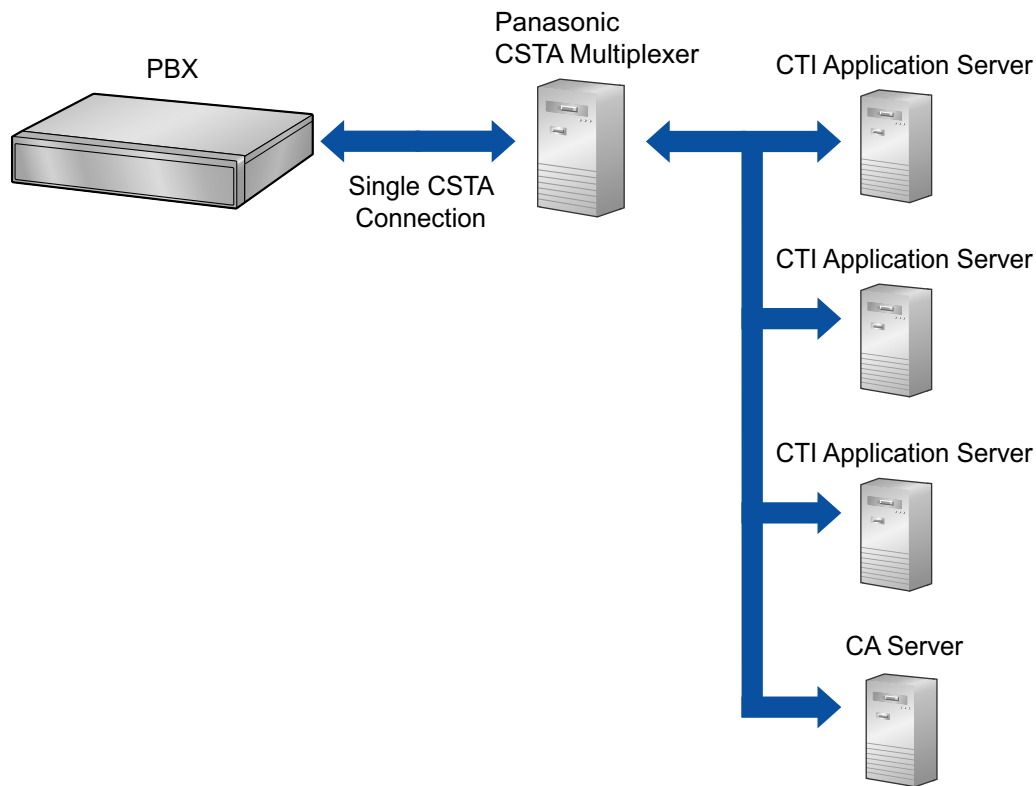 PBX
Panasonic
CSTA Multiplexer
CTI Application Server
Single CSTA
Connection
CTI Application Server
CTI Application Server
CA Server